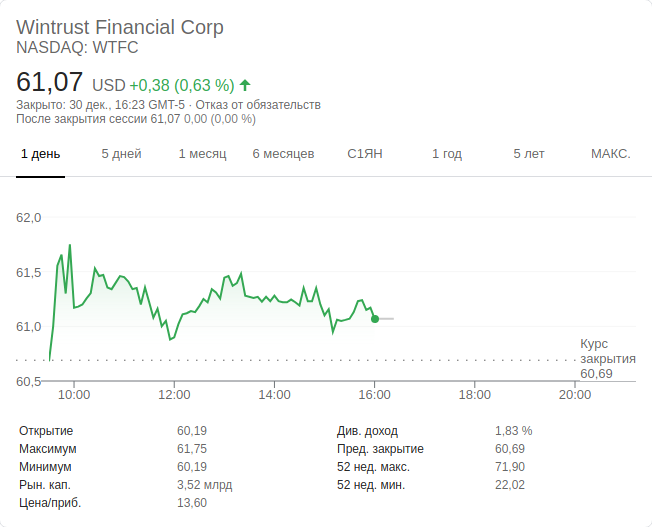 Wintrust Financial Corp
NASDAQ: WTFC
61,07 USD +0,38 (0,63 %)
Закрыто: 30 дек., 16:23 GMT-5 · Отказ от обязательств
После закрытия сессии 61,07 0,00 (0,00 %)
1 день 5 дней 1 месяц 6 месяцев С1ЯН 1 год 5 лет МАКС.
62,0
61,5
61,0
Курс
закрытия
60,69
60,5
10:00 12:00 14:00 16:00 18:00 20:00
Открытие 60,19 Див. доход 1,83 %
Максимум 61,75 Пред. закрытие 60,69
Минимум 60,19 52 нед. макс. 71,90
Рын. кап. 3,52 млрд 52 нед. мин. 22,02
Цена/приб. 13,60